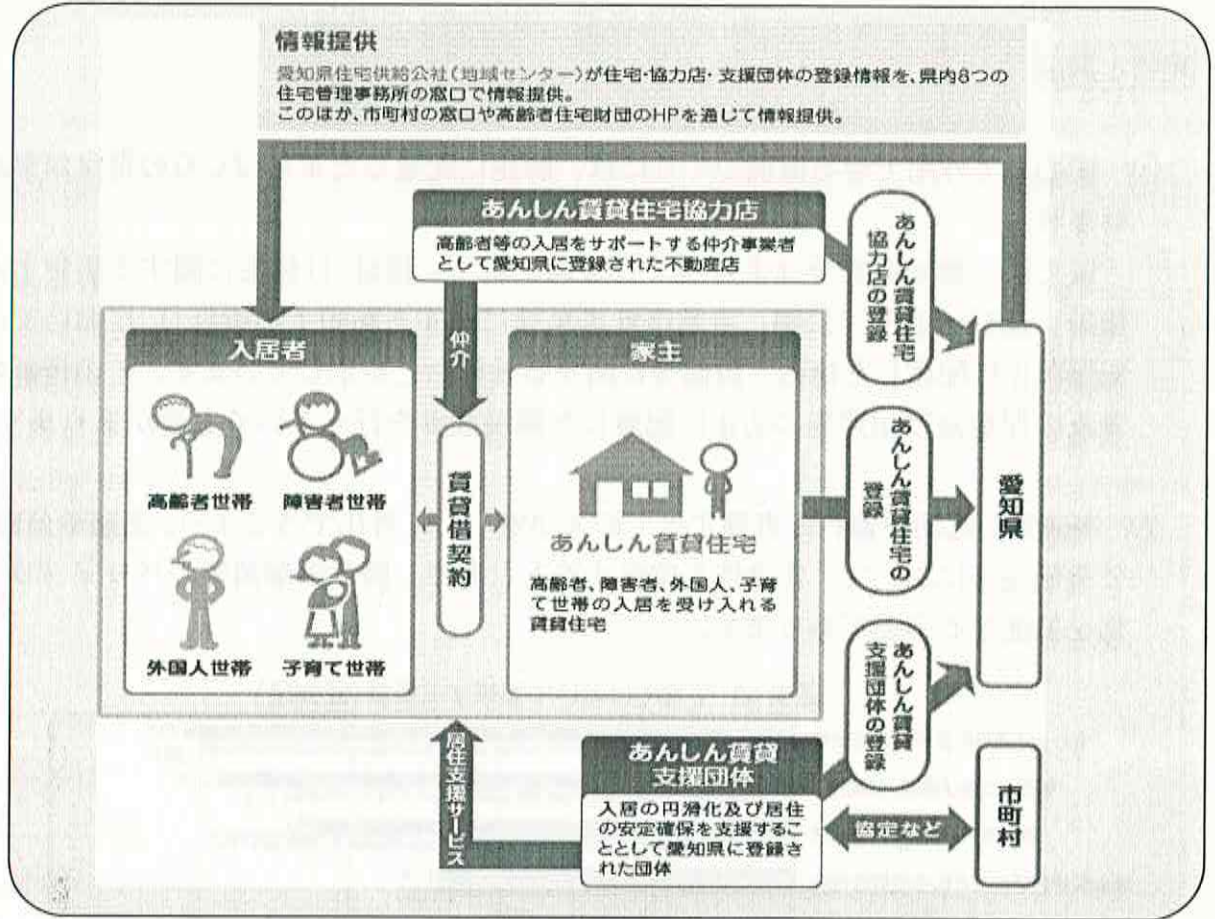 情報提供
愛知県住宅供給公社(地域センター)が住宅・協力店・支援団体の登録情報を、県内8つの
住宅管理事務所の窓口で情報提供。
このほか、市町村の窓口や高齢者住宅財団のHPを通じて情報提供。
あんしん賃貸住宅協力店
高齢者等の入居をサポートする仲介事業者
として愛知県に登録された不動産店
あんしん賃貸住宅
協力店の登録
仲介
入居者
高齢者世帯
障害者世帯
外国人世帯
子育て世帯
賃貸借契約
家主
あんしん賃貸住宅
高齢者、障害者、外国人、子育
て世帯の入居を受け入れる
賃貸住宅
あんしん賃貸住宅の
登録
愛知県
あんしん賃貸
支援団体の登録
居住支援サービス
あんしん賃貸
支援団体
入居の円滑化及び居住
の安定確保を支援するこ
ととして愛知県に登録さ
れた団体
協定など
市町村